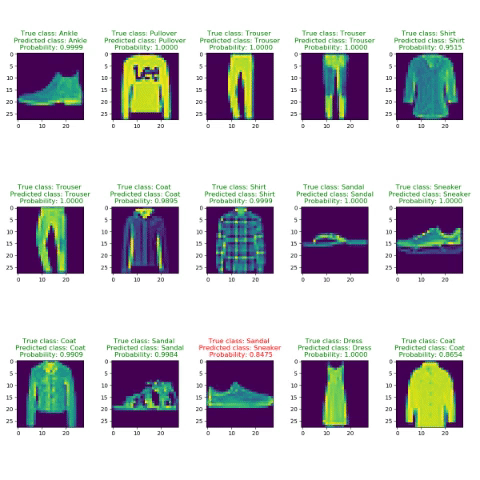 True class: Ankle
Predicted class: Ankle
Probability: 0.9999
True class: Pullover
Predicted class: Pullover
Probability: 1.0000
True class: Trouser
Predicted class: Trouser
Probability: 1.0000
True class: Trouser
Predicted class: Trouser
Probability: 1.0000
True class: Shirt
Predicted class: Shirt
Probability: 0.9515
0
5
10
15
20
25
0 10 20
0
5
10
15
20
25
0 10 20
Lee
0
5
10
15
20
25
0 10 20
0
5
10
15
20
25
0 10 20
0
5
10
15
20
25
0 10 20
True class: Trouser
Predicted class: Trouser
Probability: 1.0000
True class: Coat
Predicted class: Coat
Probability: 0.9895
True class: Shirt
Predicted class: Shirt
Probability: 0.9999
True class: Sandal
Predicted class: Sandal
Probability: 1.0000
True class: Sneaker
Predicted class: Sneaker
Probability: 1.0000
0
5
10
15
20
25
0 10 20
0
5
10
15
20
25
0 10 20
0
5
10
15
20
25
0 10 20
0
5
10
15
20
25
0 10 20
0
5
10
15
20
25
0 10 20
True class: Coat
Predicted class: Coat
Probability: 0.9909
True class: Sandal
Predicted class: Sandal
Probability: 0.9984
True class: Sandal
Predicted class: Sneaker
Probability: 0.8475
True class: Dress
Predicted class: Dress
Probability: 1.0000
True class: Coat
Predicted class: Coat
Probability: 0.8654
0
5
10
15
20
25
0 10 20
0
5
10
15
20
25
0 10 20
0
5
10
15
20
25
0 10 20
0
5
10
15
20
25
0 10 20
0
5
10
15
20
25
0 10 20